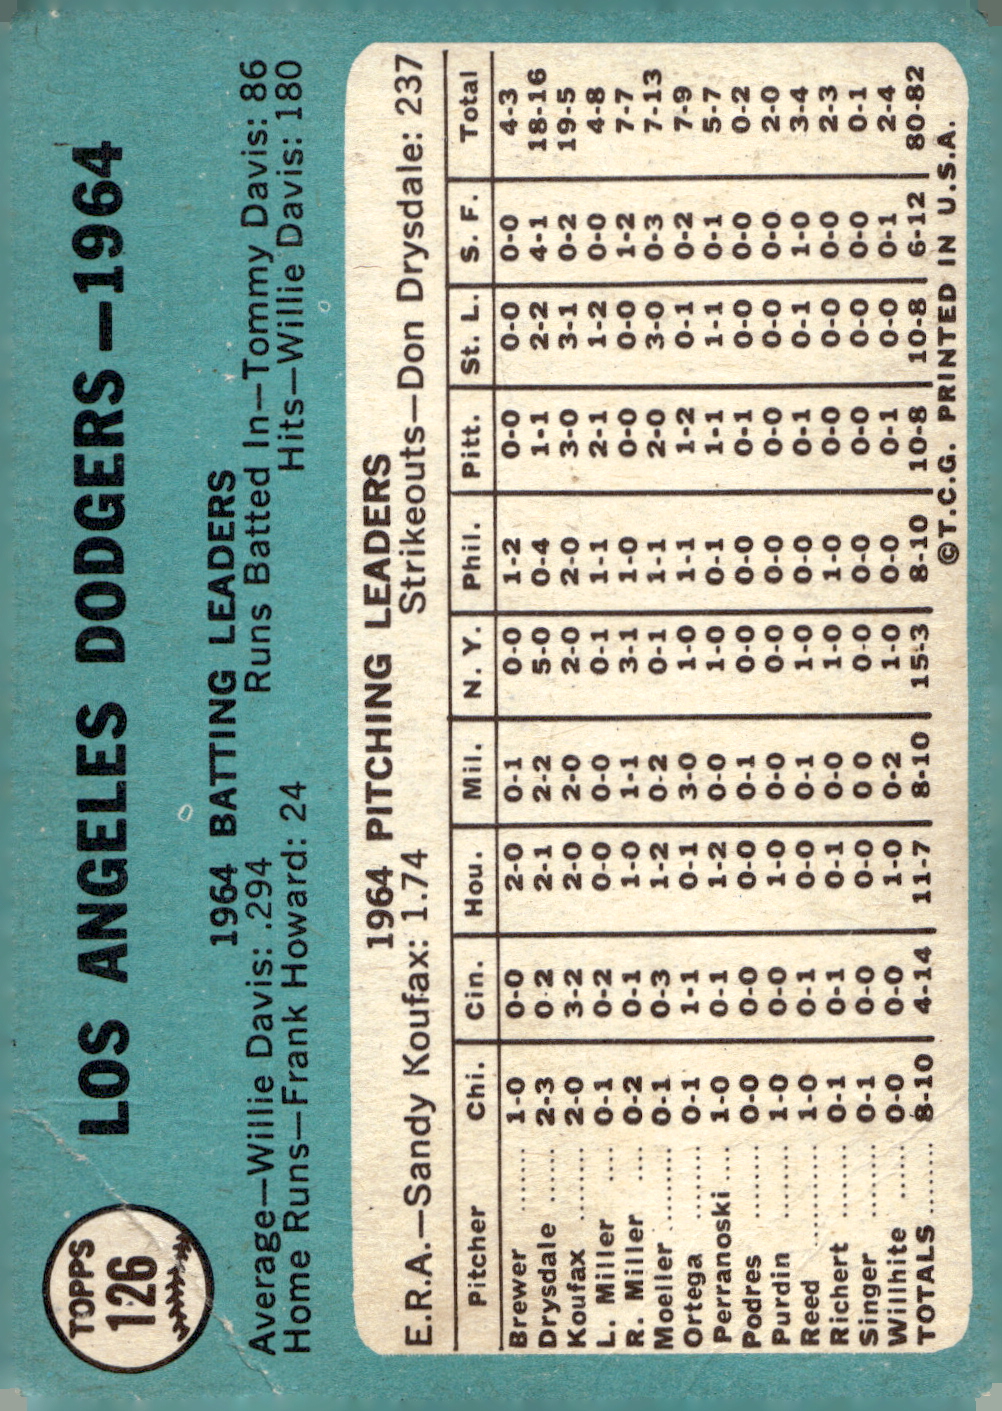 TOPPS
126
LOS ANGELES DODGERS—1964
1964 BATTING LEADERS
Average—Willie Davis: .294 Runs Batted In—Tommy Davis: 86
Home Runs—Frank Howard: 24 Hits—Willie Davis: 180
1964 PITCHING LEADERS
E.R.A.—Sandy Koufax: 1.74 Strikeouts—Don Drysdale: 237
Pitcher Chi. Cin. Hou. Mil. N. Y. Phil. Pitt. St. L. S. F. Total
Brewer ...... 1-0 0-0 2-0 0-1 0-0 1-2 0-0 0-0 0-0 4-3
Drysdale ..... 2-3 0 2 2-1 2-2 5-0 0-4 1-1 2-2 4-1 18-16
Koufax ........ 2-0 3-2 2-0 2-0 2-0 2-0 3-0 3-1 0-2 19-5
L. Miller .... 0-1 0-2 0-0 0-0 0-1 1-1 2-1 1-2 0-0 4-8
R. Miller .... 0-2 0-1 1-0 1-1 3-1 1-0 0-0 0-0 1-2 7-7
Moeller ........ 0-1 0-3 1-2 0-2 0-1 1-1 2-0 3-0 0-3 7-13
Ortega ........ 0-1 1-1 0-1 3-0 1-0 1-1 1-2 0-1 0-2 7-9
Perranoski .... 1-0 0-1 1-2 0-0 1-0 0-1 1-1 1-1 0-1 5-7
Podres ........ 0-0 0-0 0-0 0-1 0-0 0-0 0-1 0-0 0-0 0-2
Purdin ........ 1-0 0-0 1-0 0-0 0-0 0-0 0-0 0-0 0-0 2-0
Reed .......... 1-0 0-1 0-0 0-1 1-0 0-0 0-1 0-1 1-0 3-4
Richert ....... 0-1 0-1 0-1 0-0 1-0 1-0 0-0 0-0 0-0 2-3
Singer ........ 0-1 0-0 0-0 0 0 0-0 0-0 0-0 0-0 0-0 0-1
Willhite ...... 0-0 0-0 1-0 0-2 1-0 0-0 0-1 0-0 0-1 2-4
TOTALS ....... 8-10 4-14 11-7 8-10 15-3 8-10 10-8 10-8 6-12 80-82
©T.C.G. PRINTED IN U.S.A.